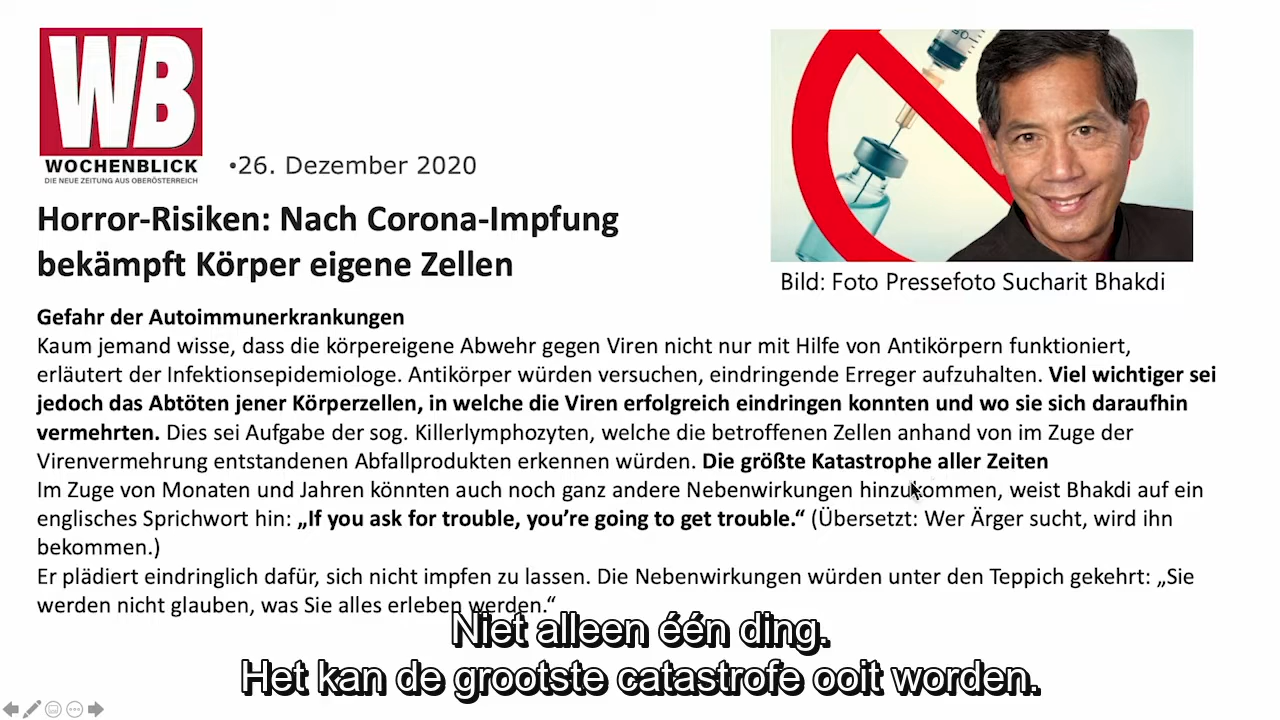 WB
WOCHENBLICK
DIE NEUE ZEITUNG AUS OBERÖSTERREICH
•26. Dezember 2020
Horror-Risiken: Nach Corona-Impfung
bekämpft Körper eigene Zellen
Bild: Foto Pressefoto Sucharit Bhakdi
Gefahr der Autoimmunerkrankungen
Kaum jemand wisse, dass die körpereigene Abwehr gegen Viren nicht nur mit Hilfe von Antikörpern funktioniert,
erläutert der Infektionsepidemiologe. Antikörper würden versuchen, eindringende Erreger aufzuhalten. Viel wichtiger sei
jedoch das Abtöten jener Körperzellen, in welche die Viren erfolgreich eindringen konnten und wo sie sich daraufhin
vermehrten. Dies sei Aufgabe der sog. Killerlymphozyten, welche die betroffenen Zellen anhand von im Zuge der
Virenvermehrung entstandenen Abfallprodukten erkennen würden. Die größte Katastrophe aller Zeiten
Im Zuge von Monaten und Jahren könnten auch noch ganz andere Nebenwirkungen hinzukommen, weist Bhakdi auf ein
englisches Sprichwort hin: „If you ask for trouble, you’re going to get trouble.“ (Übersetzt: Wer Ärger sucht, wird ihn
bekommen.)
Er plädiert eindringlich dafür, sich nicht impfen zu lassen. Die Nebenwirkungen würden unter den Teppich gekehrt: „Sie
werden nicht glauben, was Sie alles erleben werden.“
Niet alleen één ding.
Het kan de grootste catastrofe ooit worden.